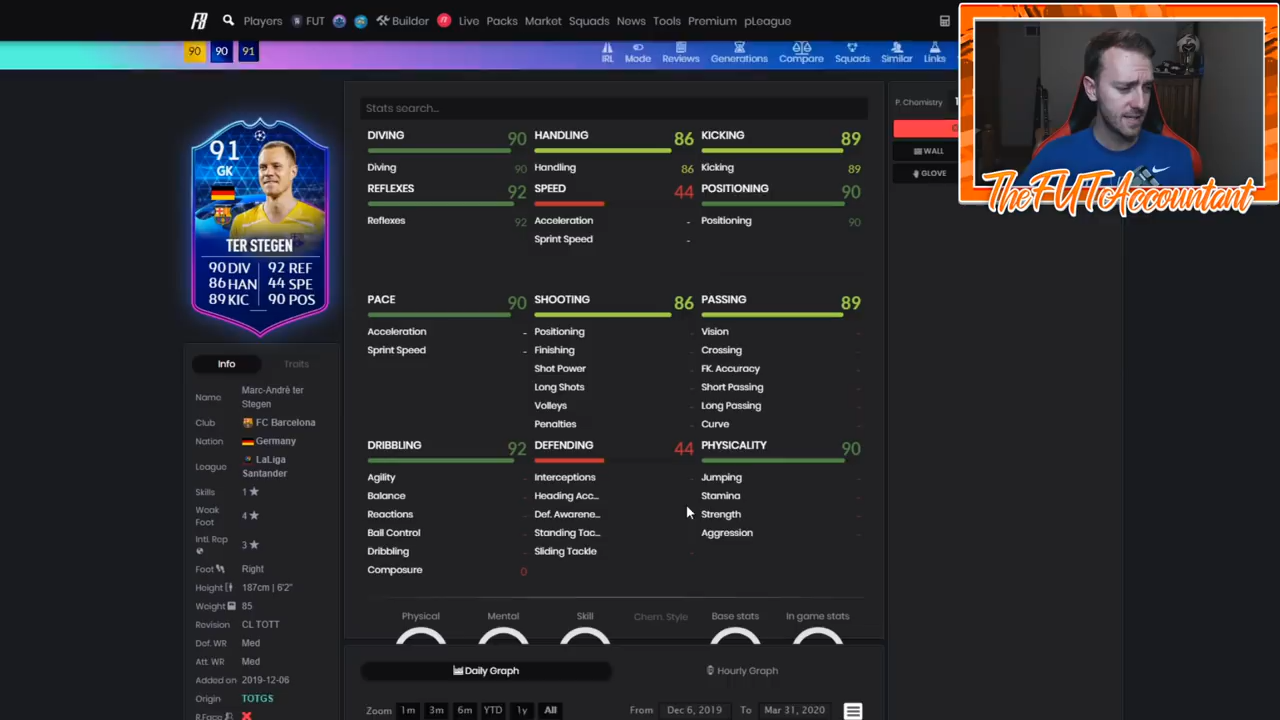 FB Players FUT Builder Live Packs Market Squads News Tools Premium pLeague
90 90 91
IRL Mode Reviews Generations Compare Squads Similar Links
Stats search...
DIVING 90 HANDLING 86 KICKING 89
Diving 90 Handling 86 Kicking 89
REFLEXES 92 SPEED 44 POSITIONING 90
Reflexes 92 Acceleration - Positioning 90
Sprint Speed -
PACE 90 SHOOTING 86 PASSING 89
Acceleration - Positioning - Vision -
Sprint Speed - Finishing - Crossing -
Shot Power - FK. Accuracy -
Long Shots - Short Passing -
Volleys - Long Passing -
Penalties - Curve -
DRIBBLING 92 DEFENDING 44 PHYSICALITY 90
Agility - Interceptions - Jumping -
Balance - Heading Acc... - Stamina -
Reactions - Def. Awarene... - Strength -
Ball Control - Standing Tac... - Aggression -
Dribbling - Sliding Tackle -
Composure 0
Physical Mental Skill Chem. Style Base stats In game stats
Daily Graph Hourly Graph
Zoom 1m 3m 6m YTD 1y All From Dec 6, 2019 To Mar 31, 2020
91
GK
TER STEGEN
90 DIV 92 REF
86 HAN 44 SPE
89 KIC 90 POS
Info Traits
Name Marc-André ter
Stegen
Club FC Barcelona
Nation Germany
League LaLiga
Santander
Skills 1★
Weak
Foot 4★
Intl. Rep 3★
Foot Right
Height 187cm | 6'2"
Weight 85
Revision CL TOTT
Def. WR Med
Att. WR Med
Added on 2019-12-06
Origin TOTGS
R.Face
P. Chemistry
WALL
GLOVE
TheFUTAccountant